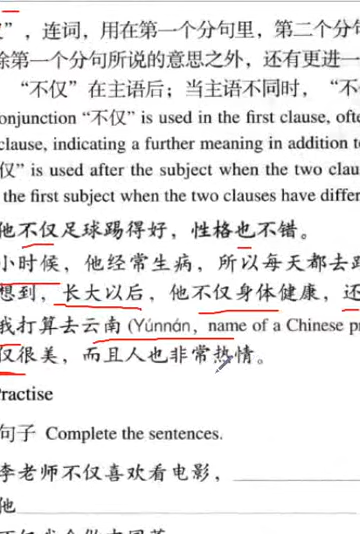 ”，连词，用在第一个分句里，第二个分句
除第一个分句所说的意思之外，还有更进一
“不仅”在主语后；当主语不同时，“不
onjunction “不仅” is used in the first clause, ofte
clause, indicating a further meaning in addition to
仅” is used after the subject when the two clau
the first subject when the two clauses have differ
他不仅足球踢得好，性格也不错。
小时候，他经常生病，所以每天都去跑
想到，长大以后，他不仅身体健康，还
我打算去云南 (Yúnnán, name of a Chinese pr
仅很美，而且人也非常热情。
ractise
句子 Complete the sentences.
李老师不仅喜欢看电影，
他